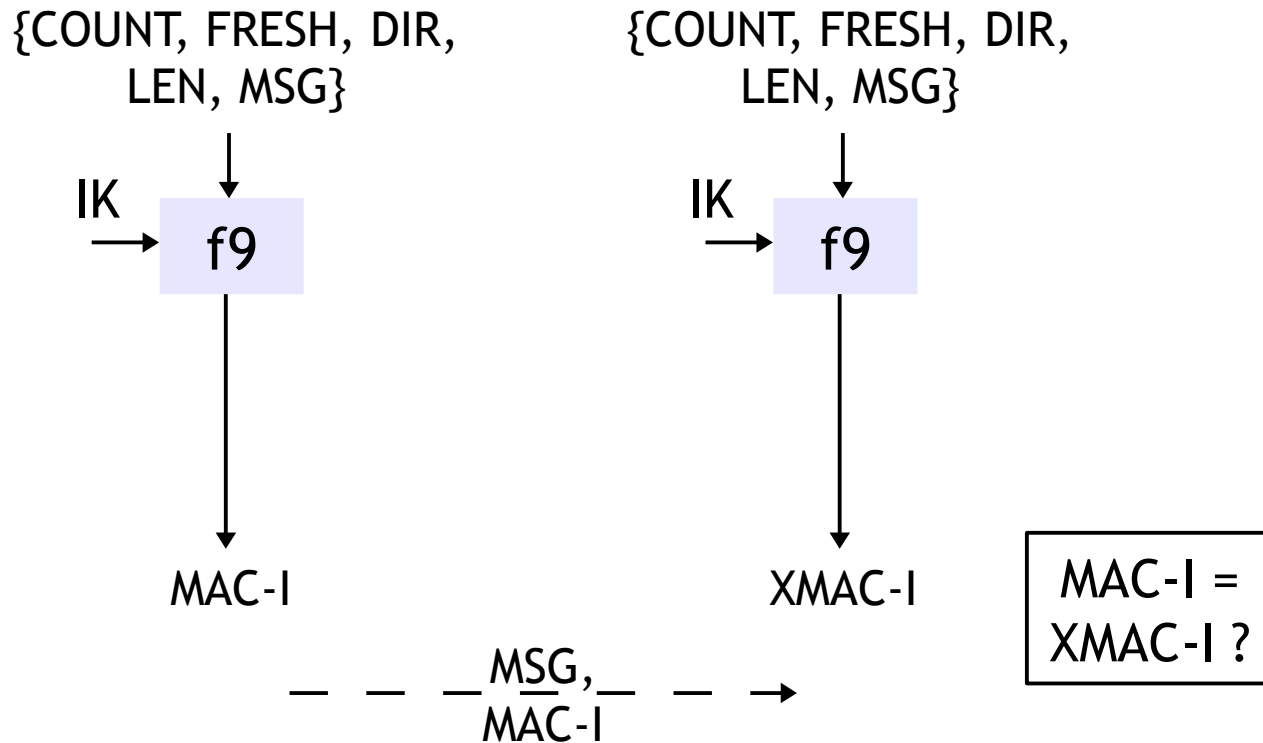 {COUNT, FRESH, DIR,
LEN, MSG}
{COUNT, FRESH, DIR,
LEN, MSG}
IK
f9
IK
f9
MAC-I
XMAC-I
MAC-I =
XMAC-I ?
MSG,
MAC-I